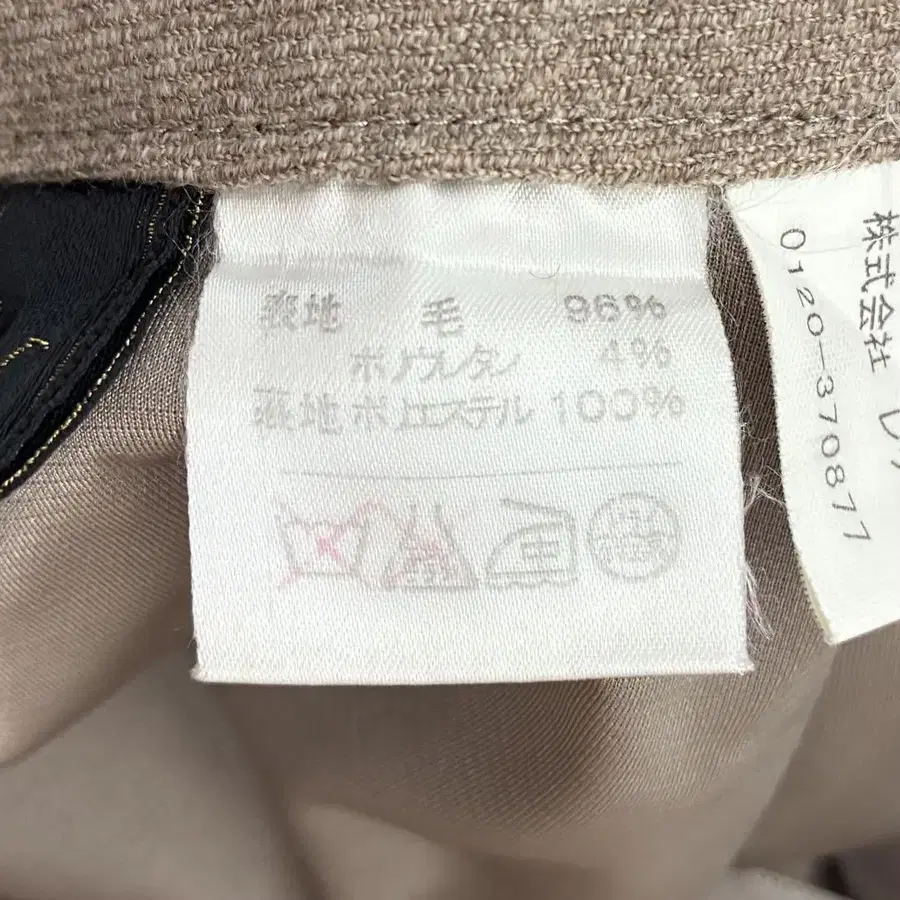 表地 毛 96%
ポリウレタン 4%
裏地 ポリエステル 100%
中
株式会社
0120-370877